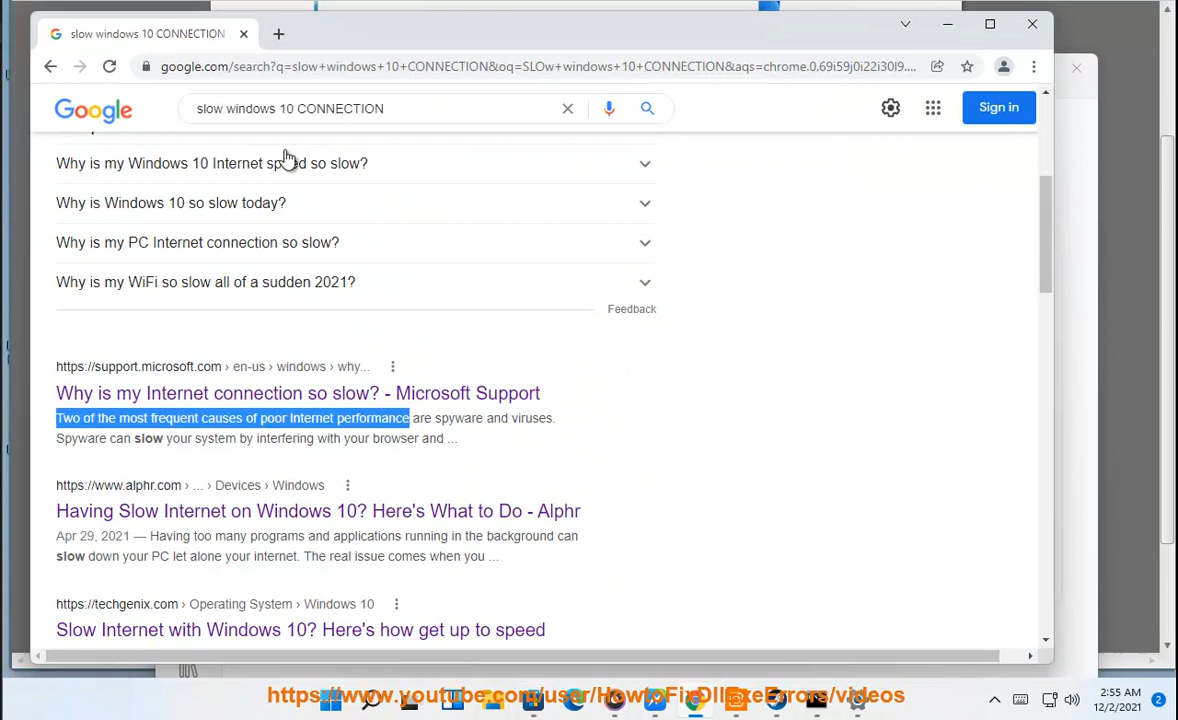 slow windows 10 CONNECTION
google.com/search?q=slow+windows+10+CONNECTION&oq=SLOw+windows+10+CONNECTION&aqs=chrome.0.69i59j0i22i30l9....
Google
slow windows 10 CONNECTION
Sign in
Why is my Windows 10 Internet speed so slow?
Why is Windows 10 so slow today?
Why is my PC Internet connection so slow?
Why is my WiFi so slow all of a sudden 2021?
Feedback
https://support.microsoft.com › en-us › windows › why...
Why is my Internet connection so slow? - Microsoft Support
Two of the most frequent causes of poor Internet performance are spyware and viruses.
Spyware can slow your system by interfering with your browser and ...
https://www.alphr.com › ... › Devices › Windows
Having Slow Internet on Windows 10? Here's What to Do - Alphr
Apr 29, 2021 — Having too many programs and applications running in the background can
slow down your PC let alone your internet. The real issue comes when you ...
https://techgenix.com › Operating System › Windows 10
Slow Internet with Windows 10? Here's how get up to speed
https://www.youtube.com/user/HowtoFixDllExeErrors/videos
2:55 AM
12/2/2021
2